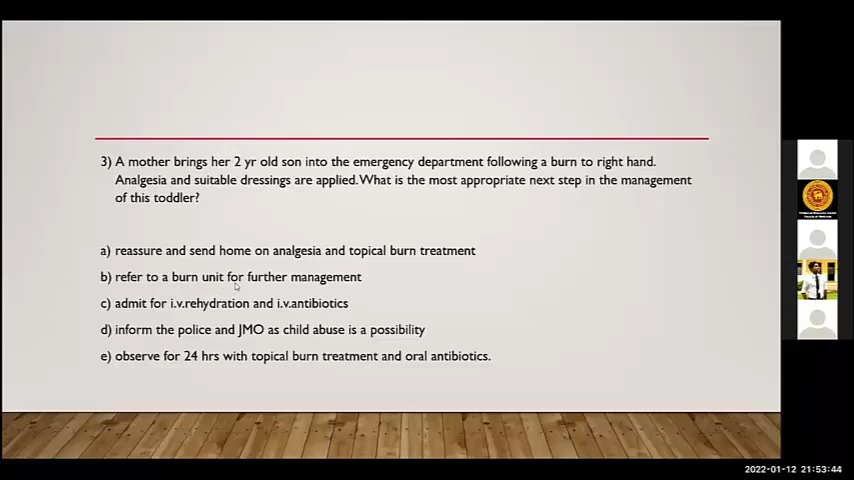 3) A mother brings her 2 yr old son into the emergency department following a burn to right hand.
Analgesia and suitable dressings are applied.What is the most appropriate next step in the management
of this toddler?
a) reassure and send home on analgesia and topical burn treatment
b) refer to a burn unit for further management
c) admit for i.v.rehydration and i.v.antibiotics
d) inform the police and JMO as child abuse is a possibility
e) observe for 24 hrs with topical burn treatment and oral antibiotics.
2022-01-12 21:53:44